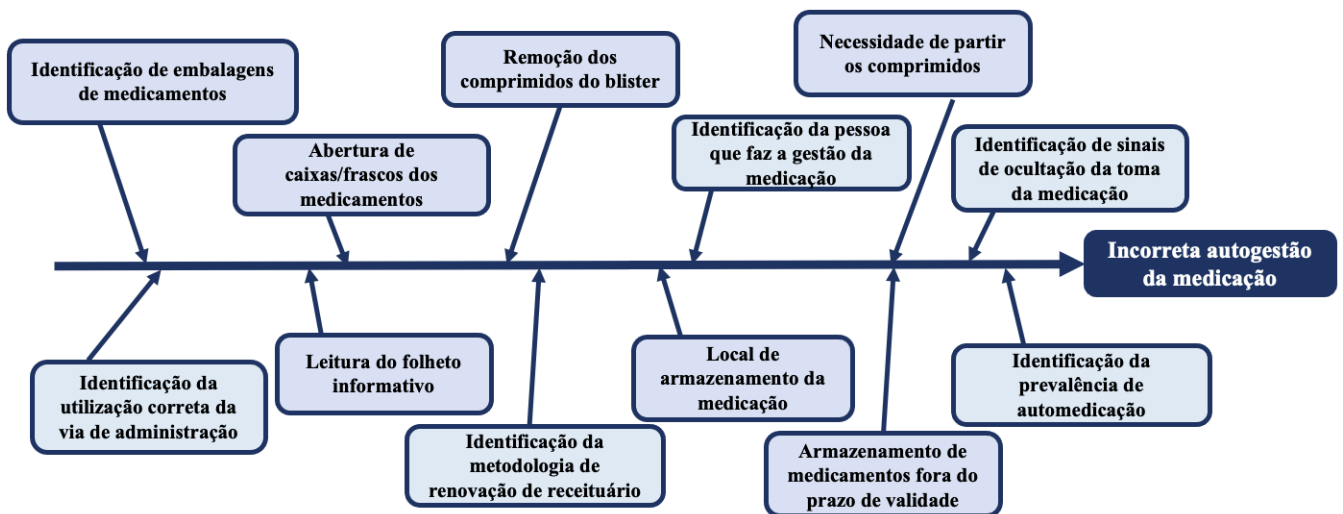 Identificação de embalagens
de medicamentos
Abertura de
caixas/frascos dos
medicamentos
Remoção dos
comprimidos do blister
Identificação da pessoa
que faz a gestão da
medicação
Necessidade de partir
os comprimidos
Identificação de sinais
de ocultação da toma
da medicação
Incorreta autogestão
da medicação
Identificação da
utilização correta da
via de administração
Leitura do folheto
informativo
Identificação da
metodologia de
renovação de receituário
Local de
armazenamento da
medicação
Armazenamento de
medicamentos fora do
prazo de validade
Identificação da
prevalência de
automedicação